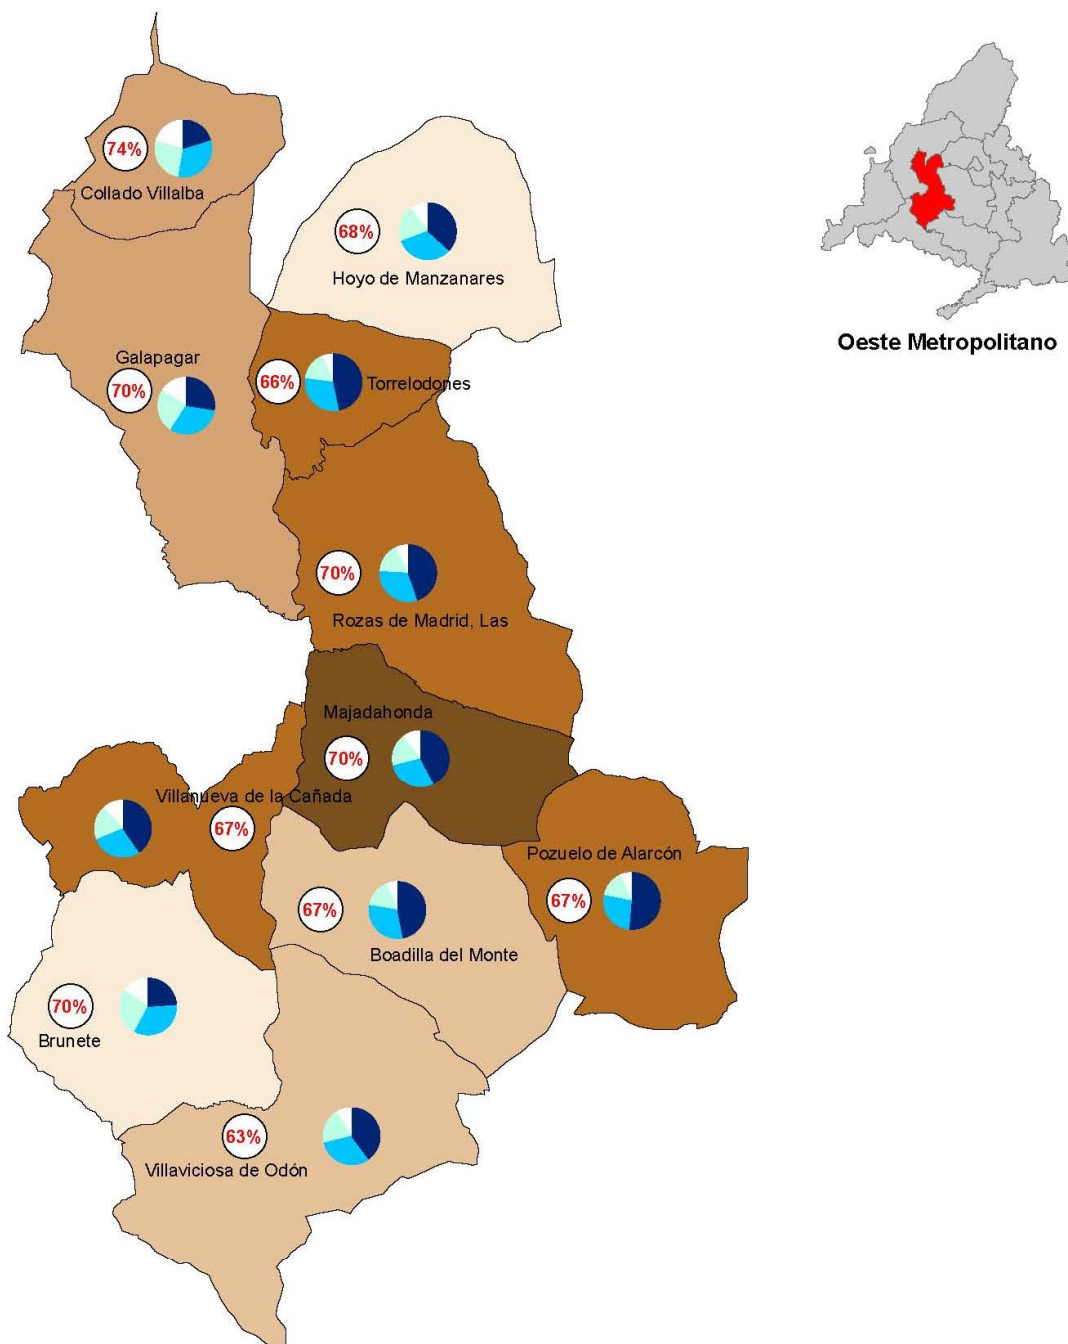 74%
Collado Villalba
68%
Hoyo de Manzanares
Oeste Metropolitano
Galapagar
70%
66%
Torrelodones
70%
Rozas de Madrid, Las
Majadahonda
70%
Villanueva de la Cañada
67%
Pozuelo de Alarcón
67%
67%
Boadilla del Monte
70%
Brunete
63%
Villaviciosa de Odón